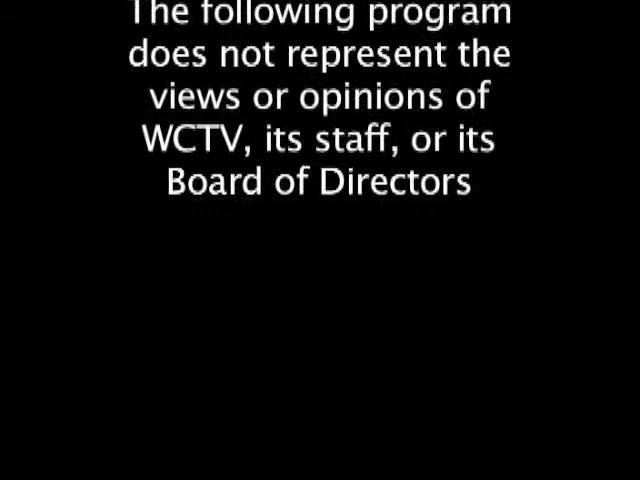 The following program
does not represent the
views or opinions of
WCTV, its staff, or its
Board of Directors